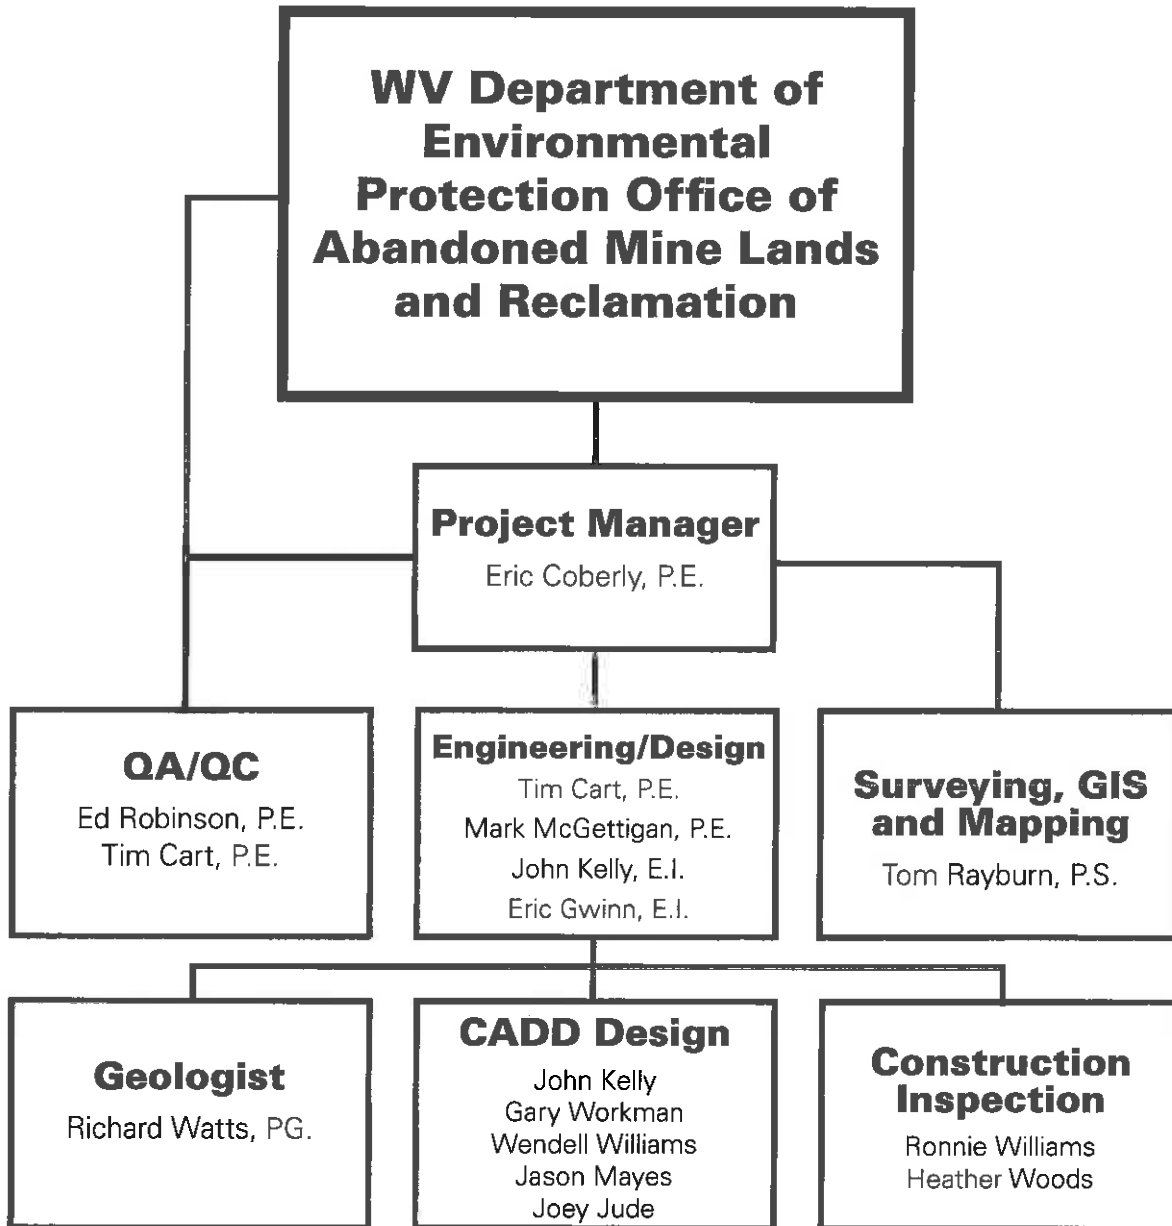 WV Department of
Environmental
Protection Office of
Abandoned Mine Lands
and Reclamation
Project Manager
Eric Coberly, P.E.
QA/QC
Ed Robinson, P.E.
Tim Cart, P.E.
Engineering/Design
Tim Cart, P.E.
Mark McGettigan, P.E.
John Kelly, E.I.
Eric Gwinn, E.I.
Surveying, GIS
and Mapping
Tom Rayburn, P.S.
Geologist
Richard Watts, PG.
CADD Design
John Kelly
Gary Workman
Wendell Williams
Jason Mayes
Joey Jude
Construction
Inspection
Ronnie Williams
Heather Woods